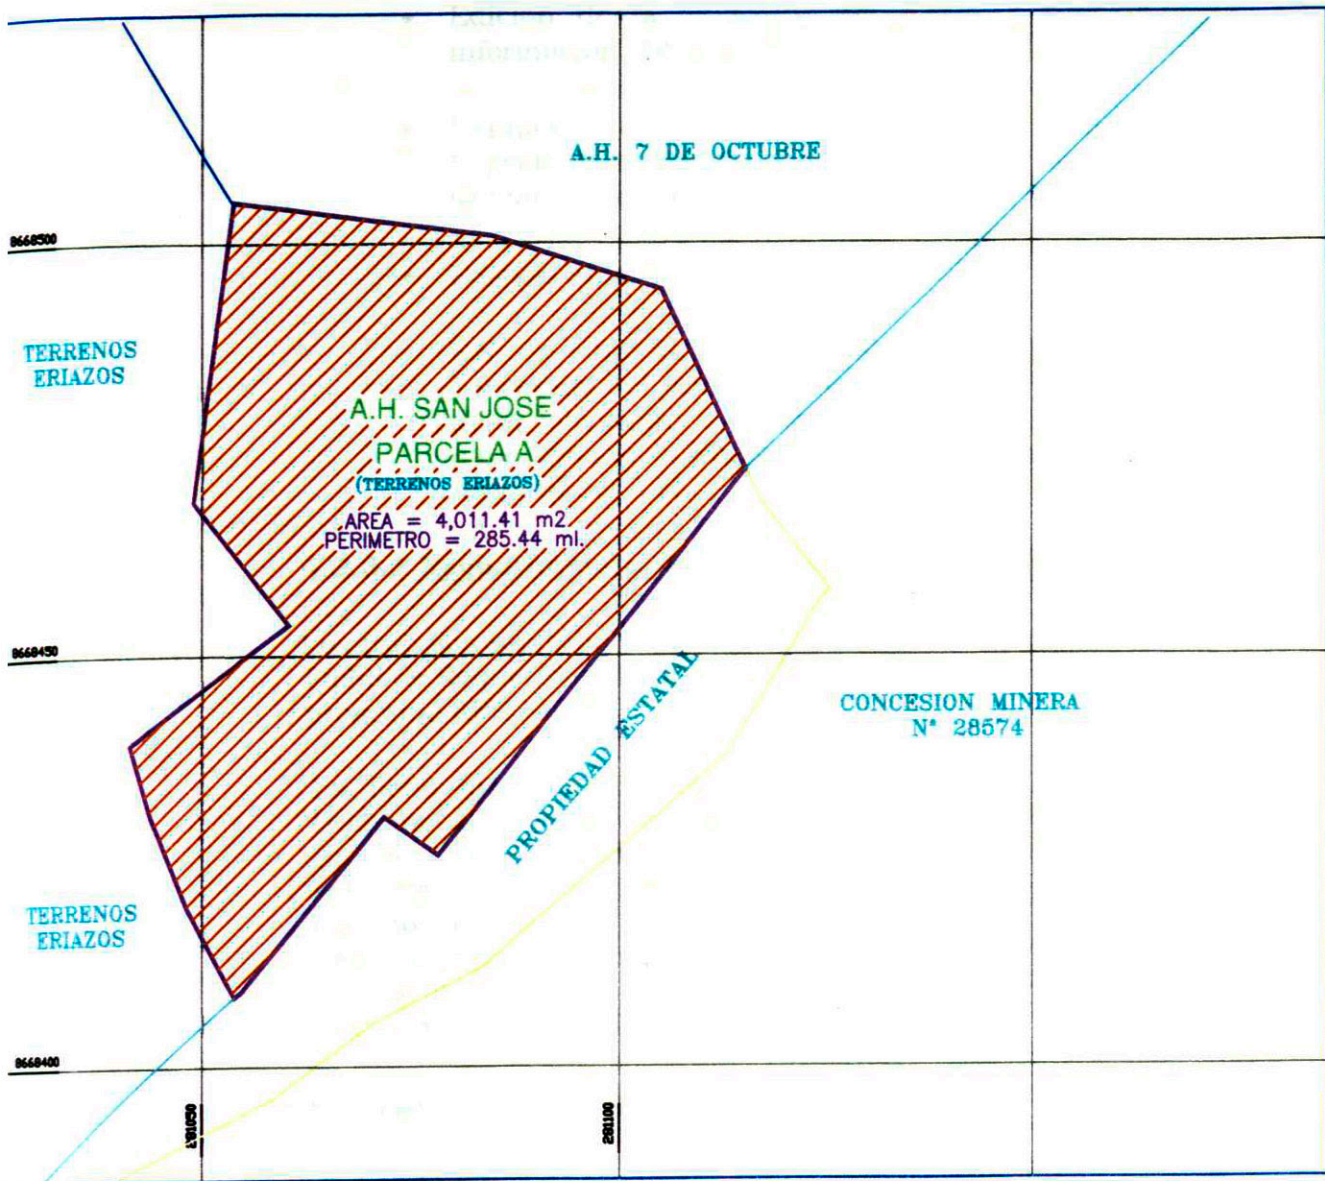 A.H. 7 DE OCTUBRE
8668500
TERRENOS
ERIAZOS
A.H. SAN JOSE
PARCELA A
(TERRENOS ERIAZOS)
AREA = 4,011.41 m2.
PERIMETRO = 285.44 ml.
8668450
PROPIEDAD ESTATAL
CONCESION MINERA
N° 28574
TERRENOS
ERIAZOS
8668400
281050
281100